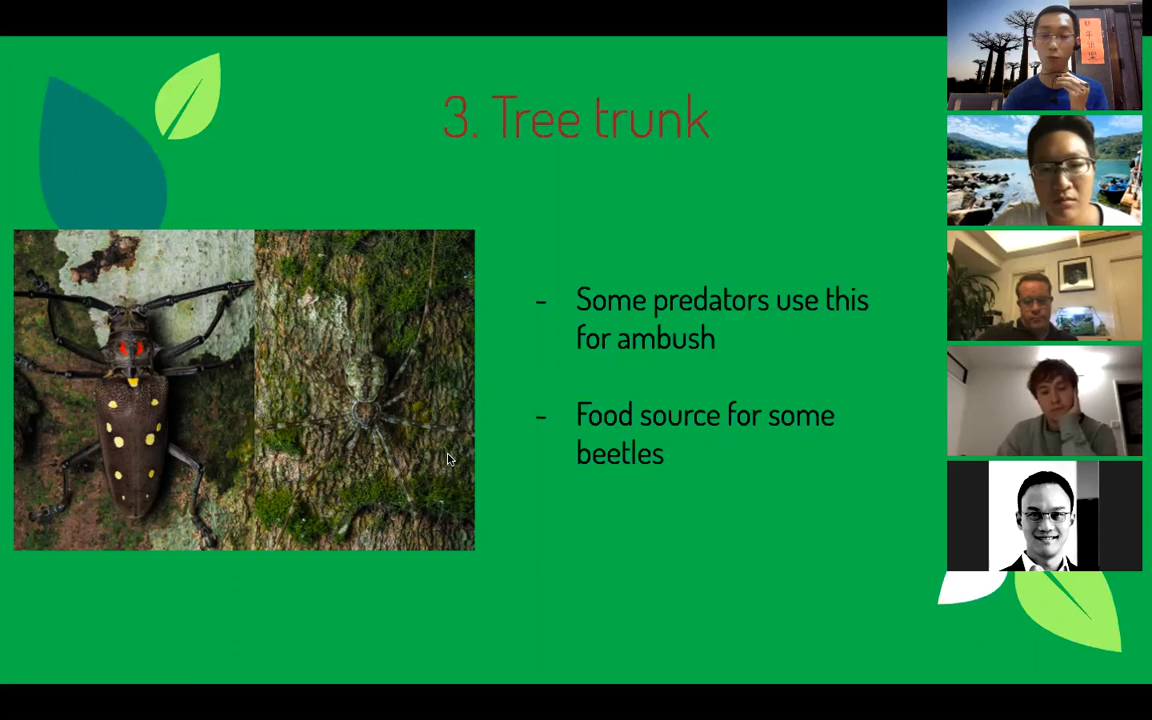 3. Tree trunk
- Some predators use this
for ambush
- Food source for some
beetles